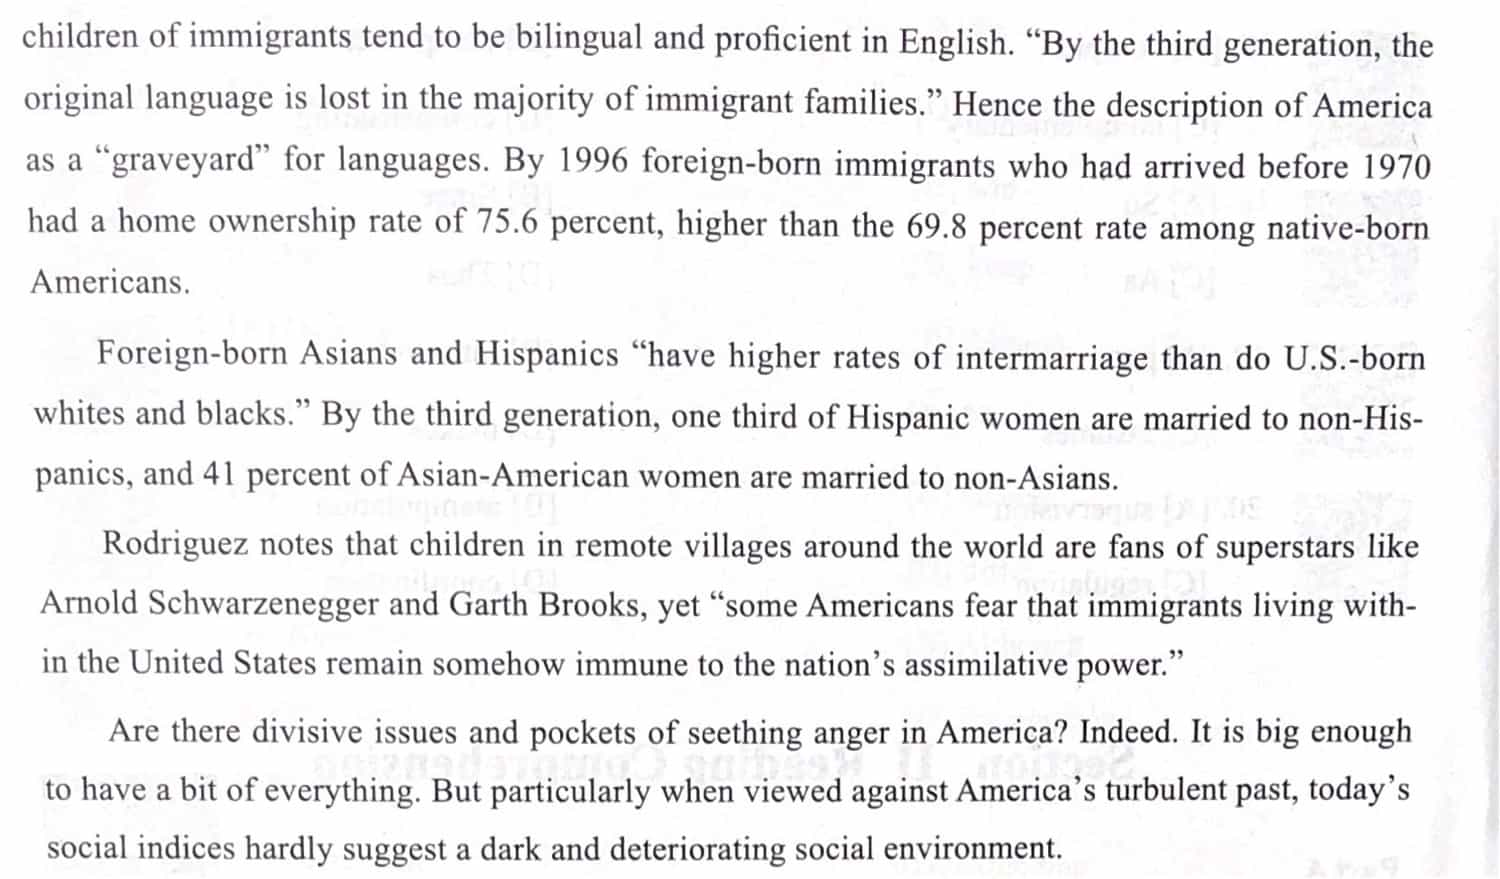 children of immigrants tend to be bilingual and proficient in English. “By the third generation, the
original language is lost in the majority of immigrant families.” Hence the description of America
as a “graveyard” for languages. By 1996 foreign-born immigrants who had arrived before 1970
had a home ownership rate of 75.6 percent, higher than the 69.8 percent rate among native-born
Americans.
Foreign-born Asians and Hispanics “have higher rates of intermarriage than do U.S.-born
whites and blacks.” By the third generation, one third of Hispanic women are married to non-His-
panics, and 41 percent of Asian-American women are married to non-Asians.
Rodriguez notes that children in remote villages around the world are fans of superstars like
Arnold Schwarzenegger and Garth Brooks, yet “some Americans fear that immigrants living with-
in the United States remain somehow immune to the nation’s assimilative power.”
Are there divisive issues and pockets of seething anger in America? Indeed. It is big enough
to have a bit of everything. But particularly when viewed against America’s turbulent past, today’s
social indices hardly suggest a dark and deteriorating social environment.